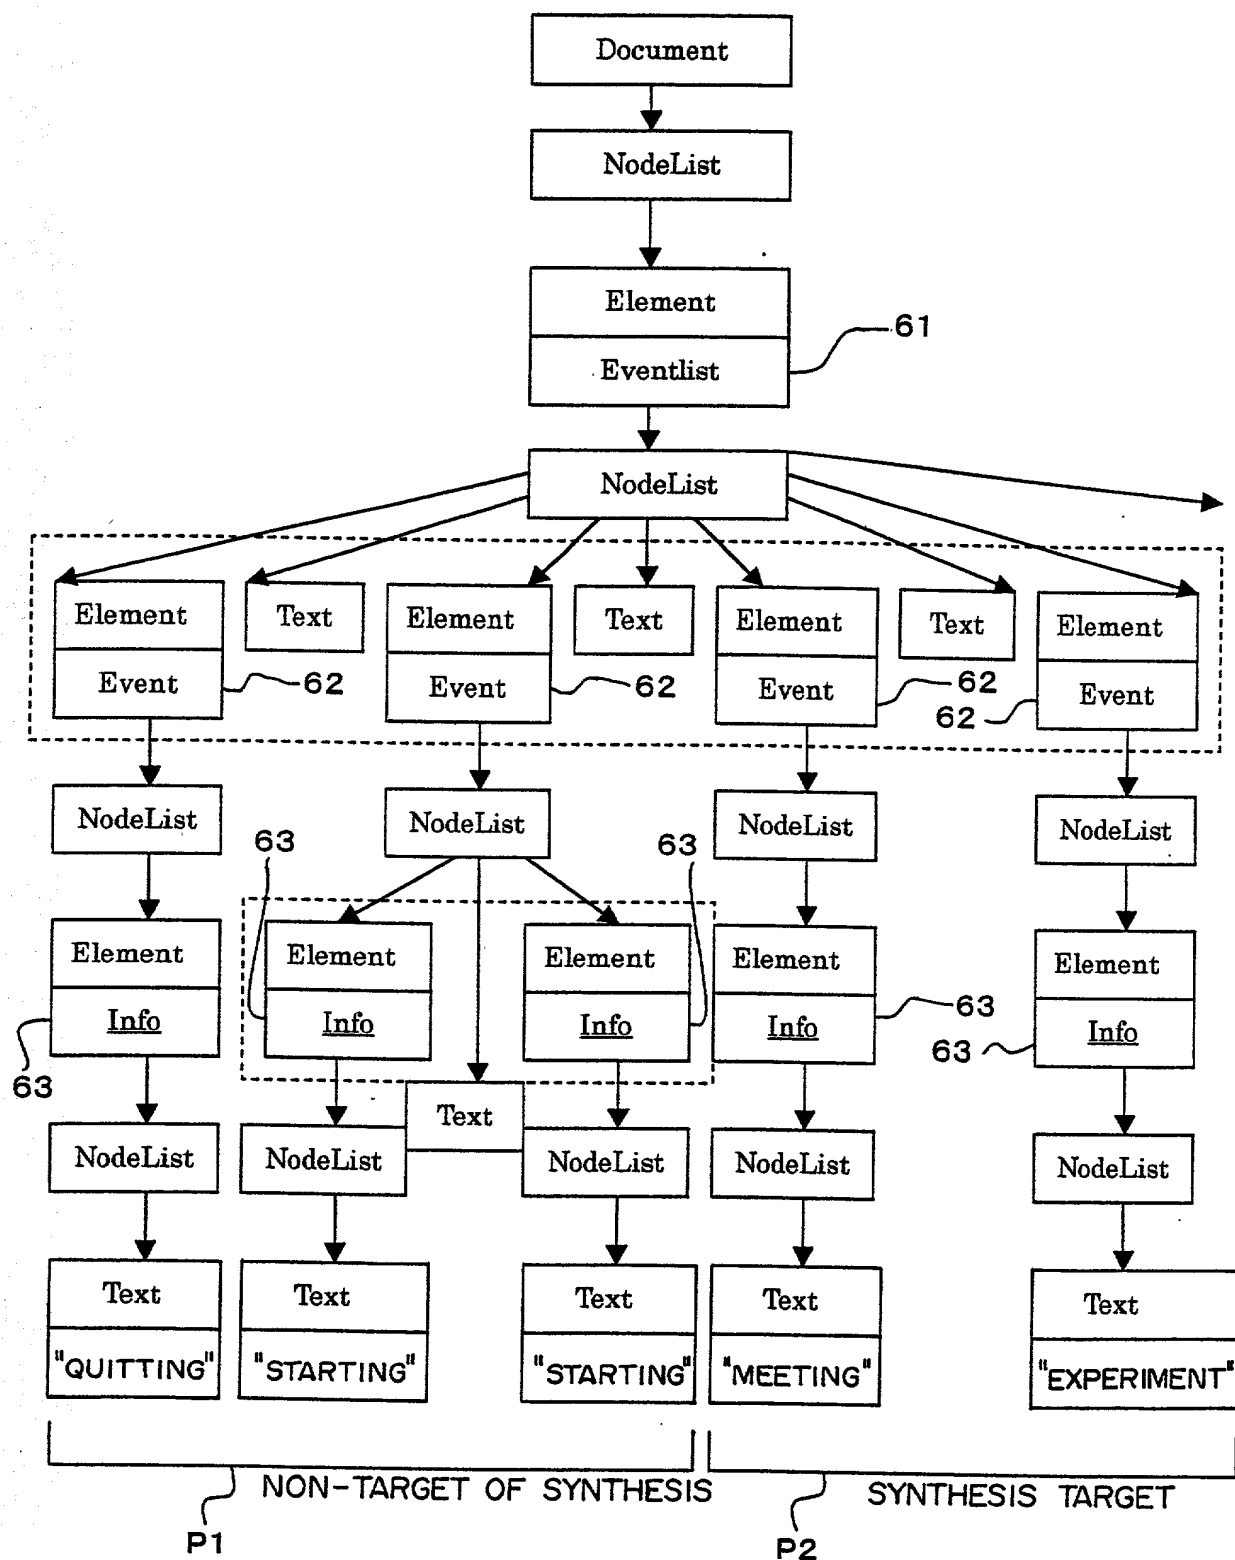 Document
NodeList
Element
Eventlist
61
NodeList
Element
Text
Element
Text
Element
Text
Element
Event
62
Event
62
Event
62
62
Event
NodeList
NodeList
NodeList
NodeList
63
63
Element
Element
Element
Element
Element
Info
Info
Info
Info
63
Info
63
63
Text
NodeList
NodeList
NodeList
NodeList
NodeList
Text
Text
Text
Text
Text
"QUITTING"
"STARTING"
"STARTING"
"MEETING"
"EXPERIMENT"
NON-TARGET OF SYNTHESIS
SYNTHESIS TARGET
P1
P2